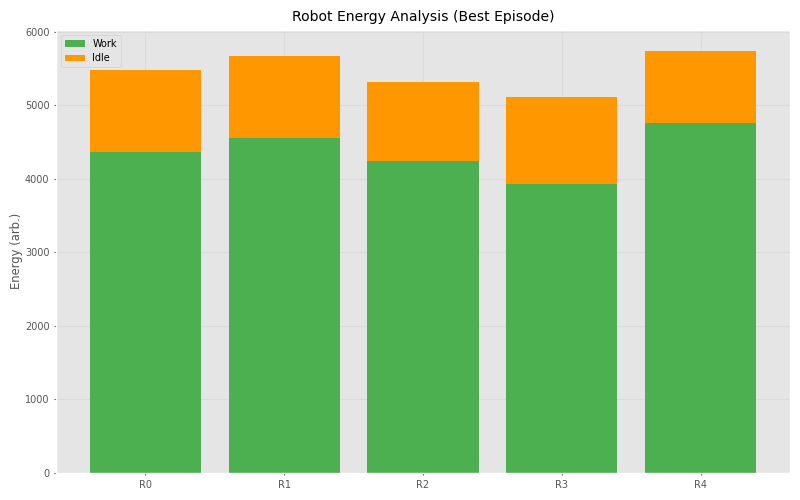 Robot Energy Analysis (Best Episode)
Work
Idle
Energy (arb.)
6000
5000
4000
3000
2000
1000
0
R0 R1 R2 R3 R4